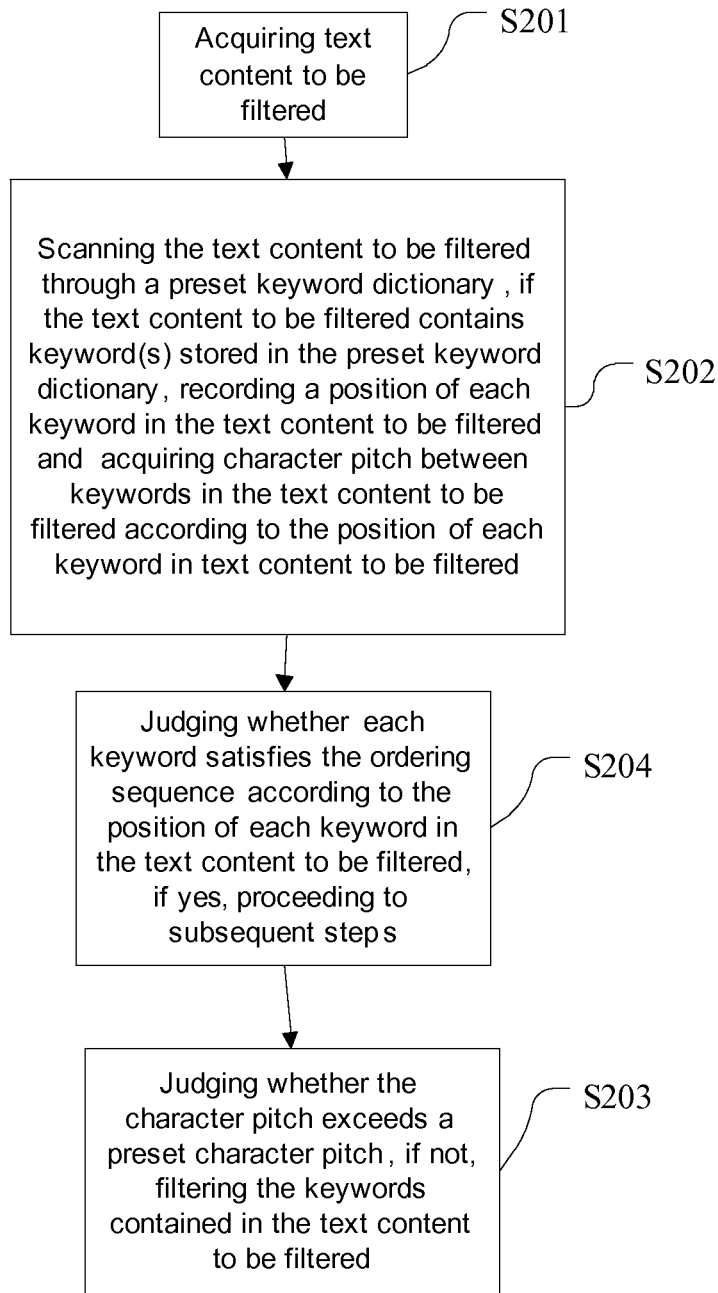 Acquiring text
content to be
filtered
S201
Scanning the text content to be filtered
through a preset keyword dictionary , if
the text content to be filtered contains
keyword(s) stored in the preset keyword
dictionary, recording a position of each
keyword in the text content to be filtered
and acquiring character pitch between
keywords in the text content to be
filtered according to the position of each
keyword in text content to be filtered
S202
Judging whether each
keyword satisfies the ordering
sequence according to the
position of each keyword in
the text content to be filtered,
if yes, proceeding to
subsequent steps
S204
Judging whether the
character pitch exceeds a
preset character pitch, if not,
filtering the keywords
contained in the text content
to be filtered
S203